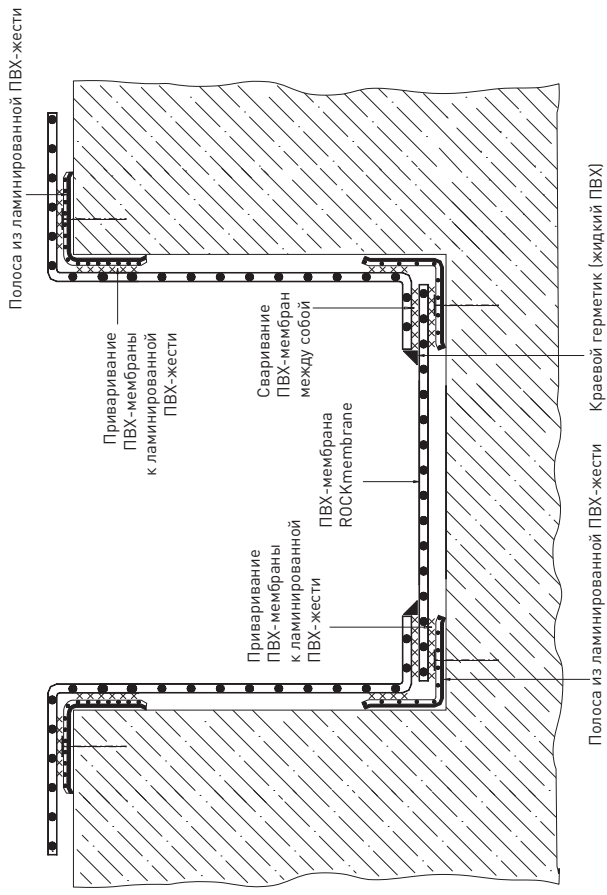 Полоса из ламинированной ПВХ-жести
Приваривание
ПВХ-мембраны
к ламинированной
ПВХ-жести
Сваривание
ПВХ-мембран
между собой
ПВХ-мембрана
ROCKmembrane
Приваривание
ПВХ-мембраны
к ламинированной
ПВХ-жести
Полоса из ламинированной ПВХ-жести
Краевой герметик (жидкий ПВХ)